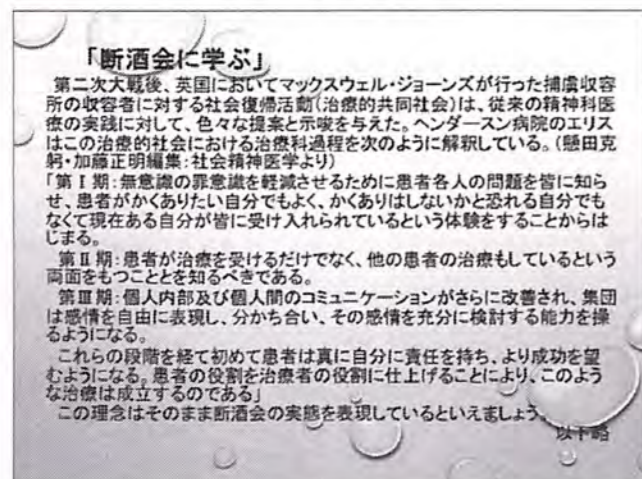 「断酒会に学ぶ」
第二次大戦後、英国においてマックスウェル・ジョーンズが行った捕虜収容
所の収容者に対する社会復帰活動(治療的共同社会)は、従来の精神科医
療の実践に対して、色々な提案と示唆を与えた。ヘンダースン病院のエリス
はこの治療的社会における治療科過程を次のように解釈している。(懸田克
躬・加藤正明編集:社会精神医学より)
「第Ⅰ期:無意識の罪意識を軽減させるために患者各人の問題を皆に知ら
せ、患者がかくありたい自分でもよく、かくありはしないかと恐れる自分でも
なくて現在ある自分が皆に受け入れられているという体験をすることからは
じまる。
第Ⅱ期:患者が治療を受けるだけでなく、他の患者の治療もしているという
両面をもつこととを知るべきである。
第Ⅲ期:個人内部及び個人間のコミュニケーションがさらに改善され、集団
は感情を自由に表現し、分かち合い、その感情を充分に検討する能力を操
るようになる。
これらの段階を経て初めて患者は真に自分に責任を持ち、より成功を望
むようになる。患者の役割を治療者の役割に仕上げることにより、このよう
な治療は成立するのである」
この理念はそのまま断酒会の実態を表現しているといえましょう。
以下略